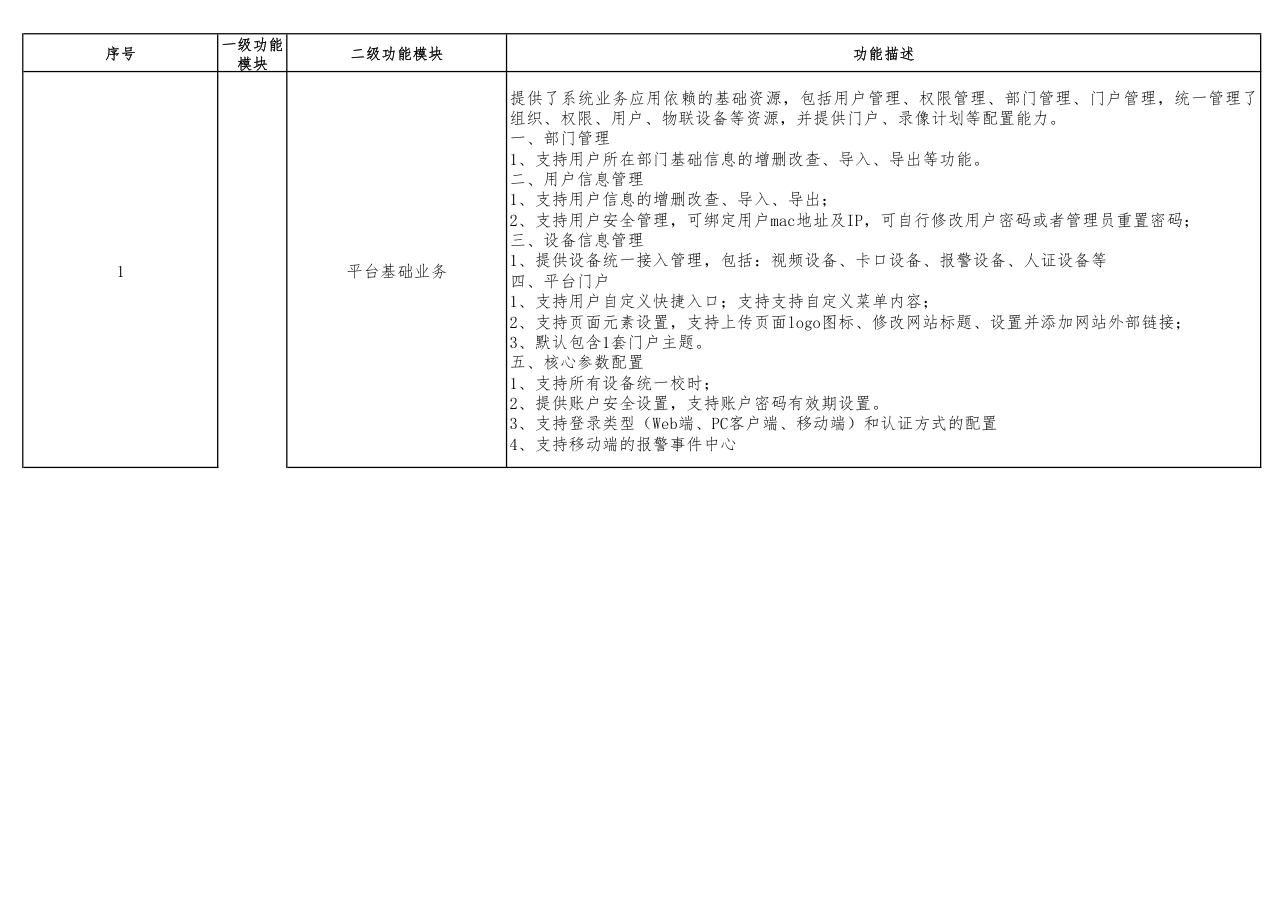 序号
一级功能
模块
二级功能模块
功能描述
1
平台基础业务
提供了系统业务应用依赖的基础资源，包括用户管理、权限管理、部门管理、门户管理，统一管理了
组织、权限、用户、物联设备等资源，并提供门户、录像计划等配置能力。
一、部门管理
1、支持用户所在部门基础信息的增删改查、导入、导出等功能。
二、用户信息管理
1、支持用户信息的增删改查、导入、导出；
2、支持用户安全管理，可绑定用户mac地址及IP，可自行修改用户密码或者管理员重置密码；
三、设备信息管理
1、提供设备统一接入管理，包括：视频设备、卡口设备、报警设备、人证设备等
四、平台门户
1、支持用户自定义快捷入口；支持支持自定义菜单内容；
2、支持页面元素设置，支持上传页面logo图标、修改网站标题、设置并添加网站外部链接；
3、默认包含1套门户主题。
五、核心参数配置
1、支持所有设备统一校时；
2、提供账户安全设置，支持账户密码有效期设置。
3、支持登录类型（Web端、PC客户端、移动端）和认证方式的配置
4、支持移动端的报警事件中心